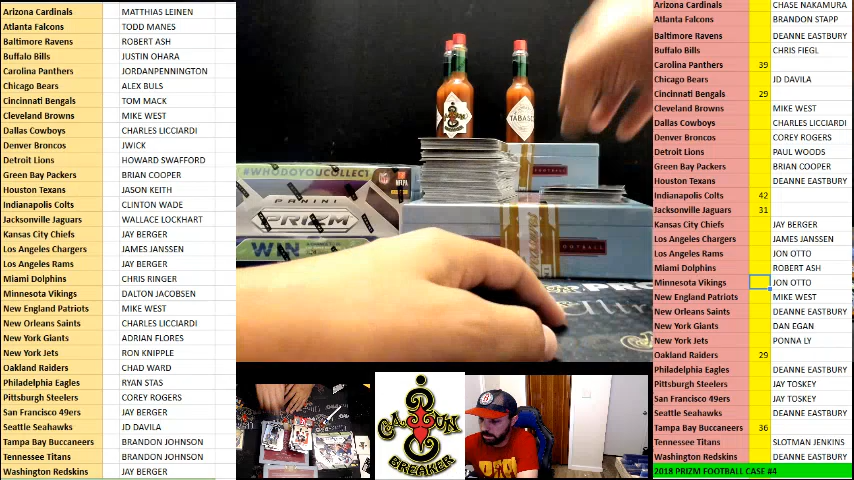 Arizona Cardinals MATTHIAS LEINEN
Atlanta Falcons TODD MANES
Baltimore Ravens ROBERT ASH
Buffalo Bills JUSTIN OHARA
Carolina Panthers JORDANPENNINGTON
Chicago Bears ALEX BULS
Cincinnati Bengals TOM MACK
Cleveland Browns MIKE WEST
Dallas Cowboys CHARLES LICCIARDI
Denver Broncos JWICK
Detroit Lions HOWARD SWAFFORD
Green Bay Packers BRIAN COOPER
Houston Texans JASON KEITH
Indianapolis Colts CLINTON WADE
Jacksonville Jaguars WALLACE LOCKHART
Kansas City Chiefs JAY BERGER
Los Angeles Chargers JAMES JANSSEN
Los Angeles Rams JAY BERGER
Miami Dolphins CHRIS RINGER
Minnesota Vikings DALTON JACOBSEN
New England Patriots MIKE WEST
New Orleans Saints CHARLES LICCIARDI
New York Giants ADRIAN FLORES
New York Jets RON KNIPPLE
Oakland Raiders CHAD WARD
Philadelphia Eagles RYAN STAS
Pittsburgh Steelers COREY ROGERS
San Francisco 49ers JAY BERGER
Seattle Seahawks JD DAVILA
Tampa Bay Buccaneers BRANDON JOHNSON
Tennessee Titans BRANDON JOHNSON
Washington Redskins JAY BERGER
TABASCO
#WHODOYOUCOLLECT
NFL
NFLPA
PANINI
PRIZM
WIN
FOOTBALL
CAJUN
BREAKER
Arizona Cardinals CHASE NAKAMURA
Atlanta Falcons BRANDON STAPP
Baltimore Ravens DEANNE EASTBURY
Buffalo Bills CHRIS FIEGL
Carolina Panthers 39
Chicago Bears JD DAVILA
Cincinnati Bengals 29
Cleveland Browns MIKE WEST
Dallas Cowboys CHARLES LICCIARDI
Denver Broncos COREY ROGERS
Detroit Lions PAUL WOODS
Green Bay Packers BRIAN COOPER
Houston Texans DEANNE EASTBURY
Indianapolis Colts 42
Jacksonville Jaguars 31
Kansas City Chiefs JAY BERGER
Los Angeles Chargers JAMES JANSSEN
Los Angeles Rams JON OTTO
Miami Dolphins ROBERT ASH
Minnesota Vikings JON OTTO
New England Patriots MIKE WEST
New Orleans Saints DEANNE EASTBURY
New York Giants DAN EGAN
New York Jets PONNA LY
Oakland Raiders 29
Philadelphia Eagles DEANNE EASTBURY
Pittsburgh Steelers JAY TOSKEY
San Francisco 49ers JAY TOSKEY
Seattle Seahawks DEANNE EASTBURY
Tampa Bay Buccaneers 36
Tennessee Titans SLOTMAN JENKINS
Washington Redskins DEANNE EASTBURY
2018 PRIZM FOOTBALL CASE #4